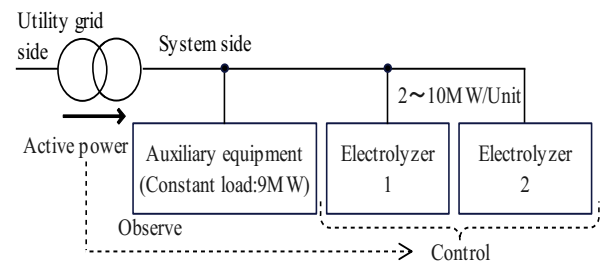 Utility grid
side
System side
2～10MW/Unit
Active power
Auxiliary equipment
(Constant load:9MW)
Electrolyzer
1
Electrolyzer
2
Observe
Control